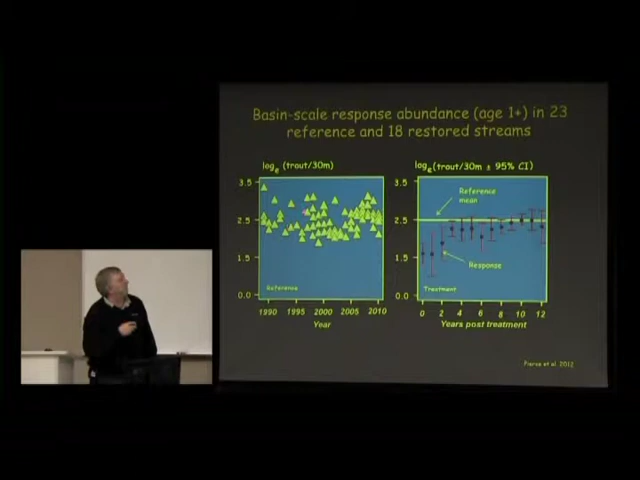 Basin-scale response abundance (age 1+) in 23
reference and 18 restored streams
logₑ (trout/30m)
3.5
2.5
1.5
0.0
Reference
1990 1995 2000 2005 2010
Year
logₑ(trout/30m ± 95% CI)
3.5
2.5
1.5
0.0
Reference
mean
Response
Treatment
0 2 4 6 8 10 12
Years post treatment
Pierce et al. 2012